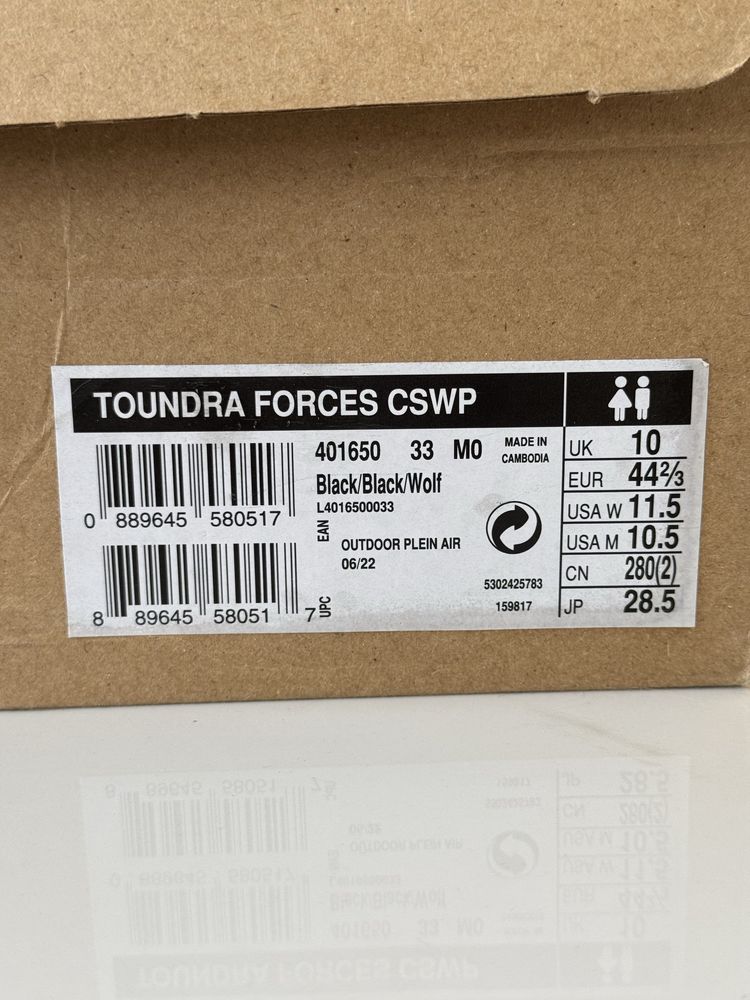 TOUNDRA FORCES CSWP
401650 33 M0
MADE IN
CAMBODIA
Black/Black/Wolf
L4016500033
0 889645 580517
EAN
OUTDOOR PLEIN AIR
06/22
8 89645 58051 7
UPC
5302425783
159817
UK 10
EUR 44⅔
USA W 11.5
USA M 10.5
CN 280(2)
JP 28.5